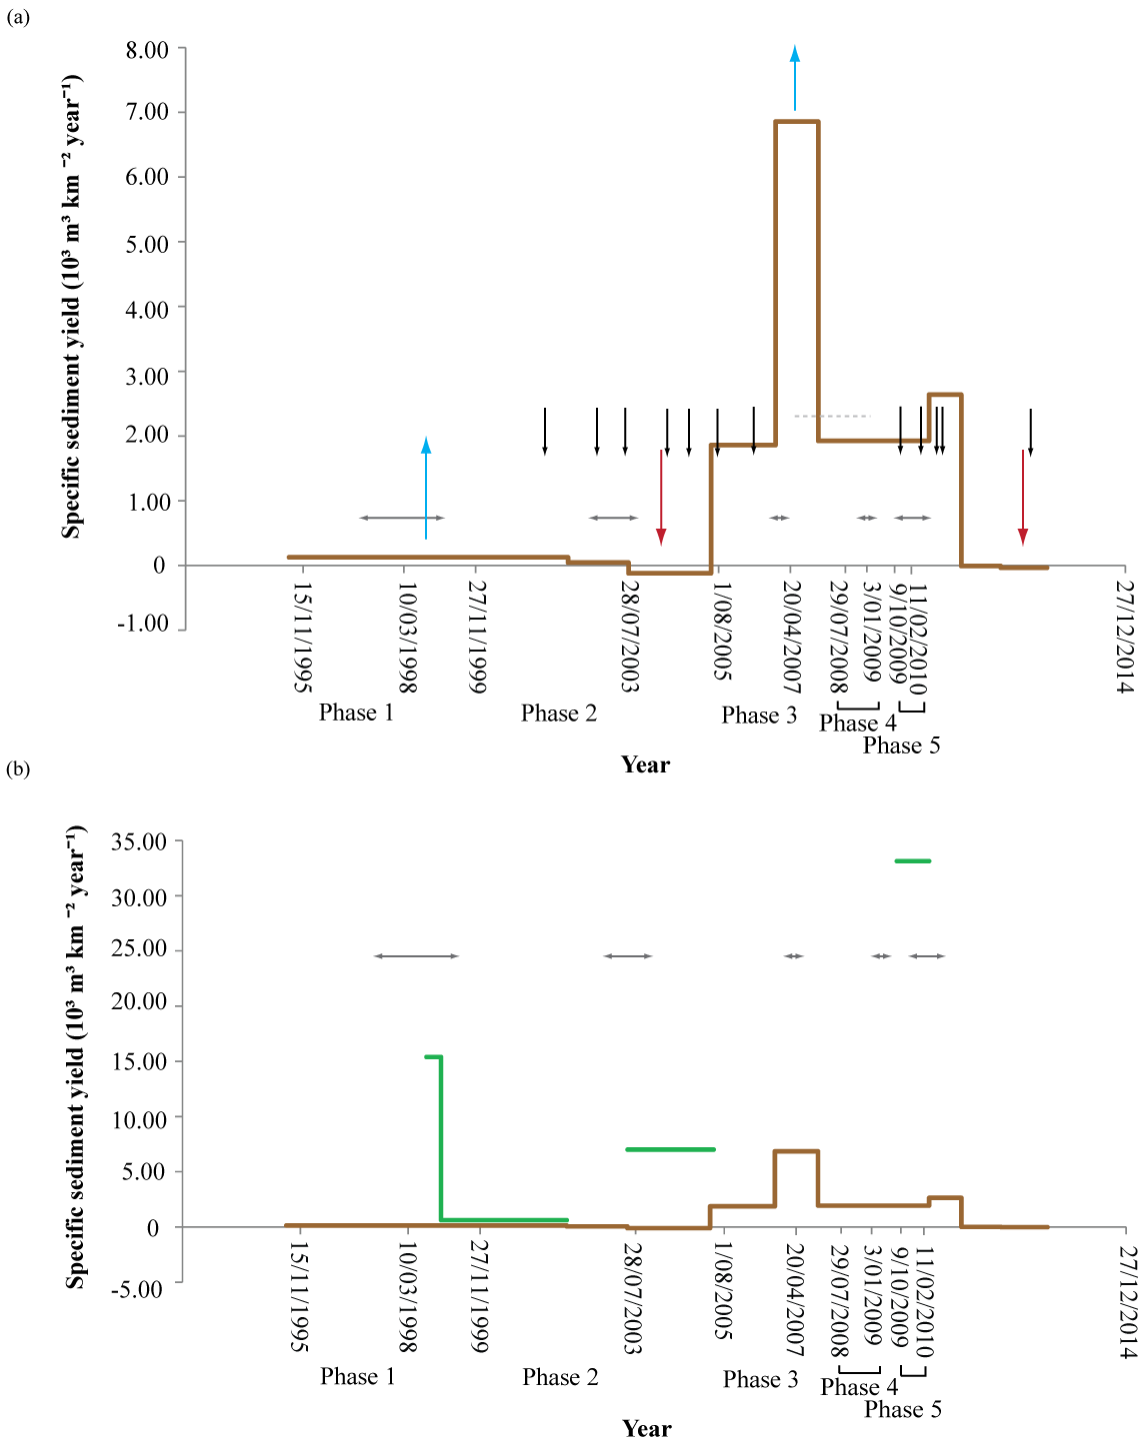 (a)
Specific sediment yield (10³ m³ km ⁻² year⁻¹)
8.00
7.00
6.00
5.00
4.00
3.00
2.00
1.00
0
-1.00
15/11/1995
10/03/1998
27/11/1999
28/07/2003
1/08/2005
20/04/2007
29/07/2008
3/01/2009
9/10/2009
11/02/2010
27/12/2014
Phase 1
Phase 2
Phase 3
Phase 4
Phase 5
Year
(b)
Specific sediment yield (10³ m³ km ⁻² year⁻¹)
35.00
30.00
25.00
20.00
15.00
10.00
5.00
0
-5.00
15/11/1995
10/03/1998
27/11/1999
28/07/2003
1/08/2005
20/04/2007
29/07/2008
3/01/2009
9/10/2009
11/02/2010
27/12/2014
Phase 1
Phase 2
Phase 3
Phase 4
Phase 5
Year